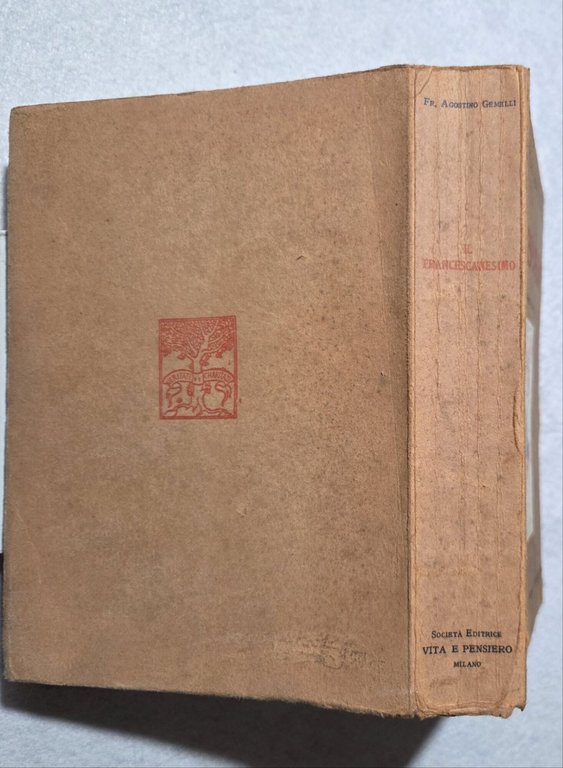 Fr. Agostino Gemelli
IL
FRANCESCANESIMO
Società Editrice
VITA E PENSIERO
MILANO